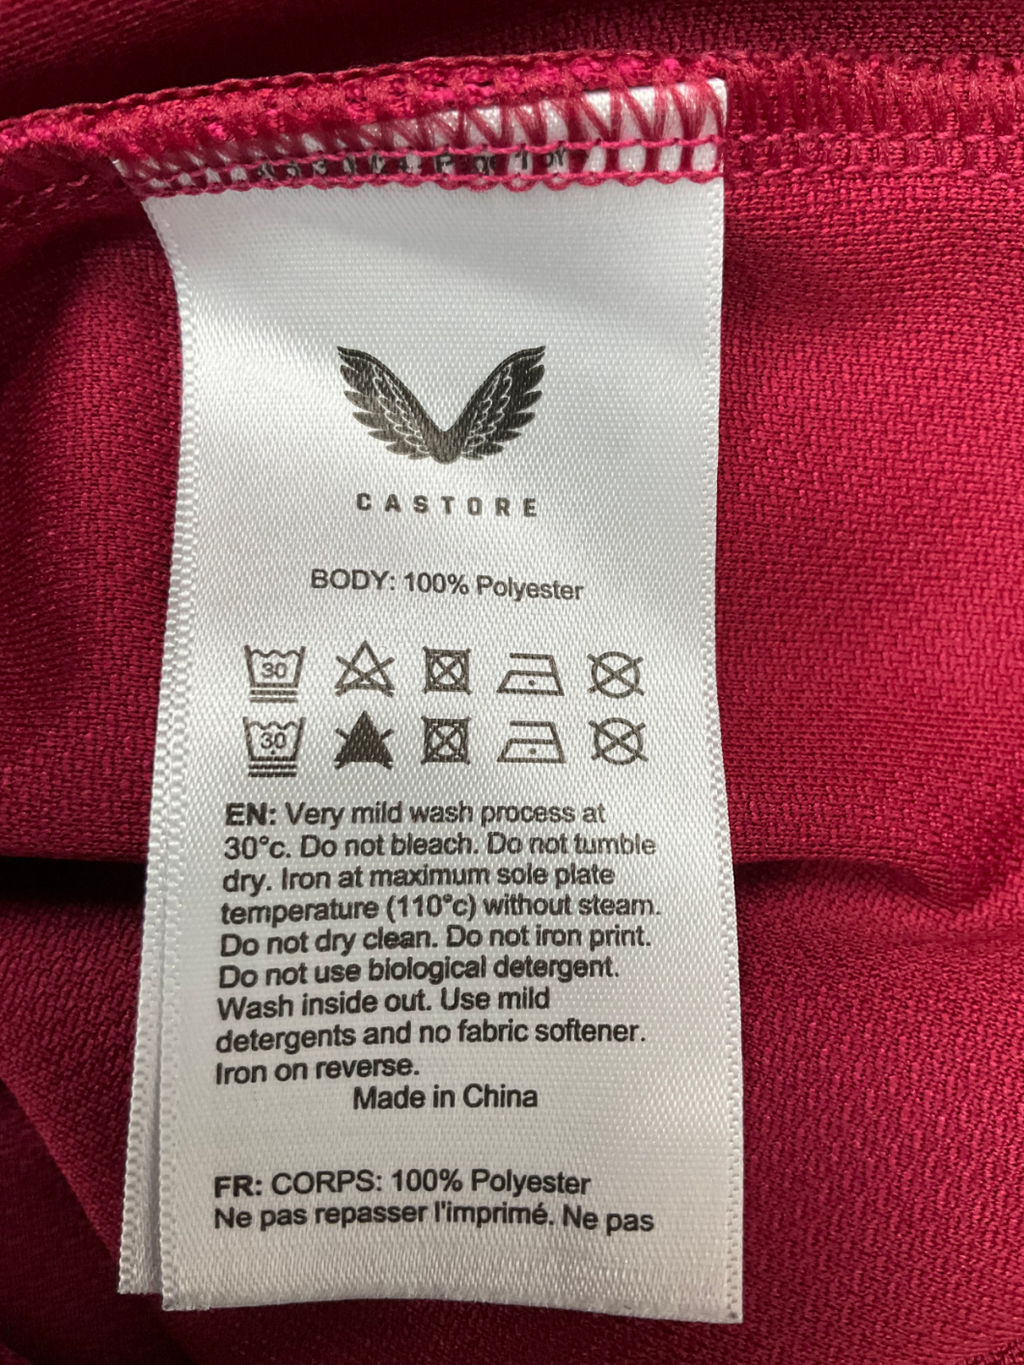 CASTORE
BODY: 100% Polyester
30
30
EN: Very mild wash process at
30°c. Do not bleach. Do not tumble
dry. Iron at maximum sole plate
temperature (110°c) without steam.
Do not dry clean. Do not iron print.
Do not use biological detergent.
Wash inside out. Use mild
detergents and no fabric softener.
Iron on reverse.
Made in China
FR: CORPS: 100% Polyester
Ne pas repasser l'imprimé. Ne pas